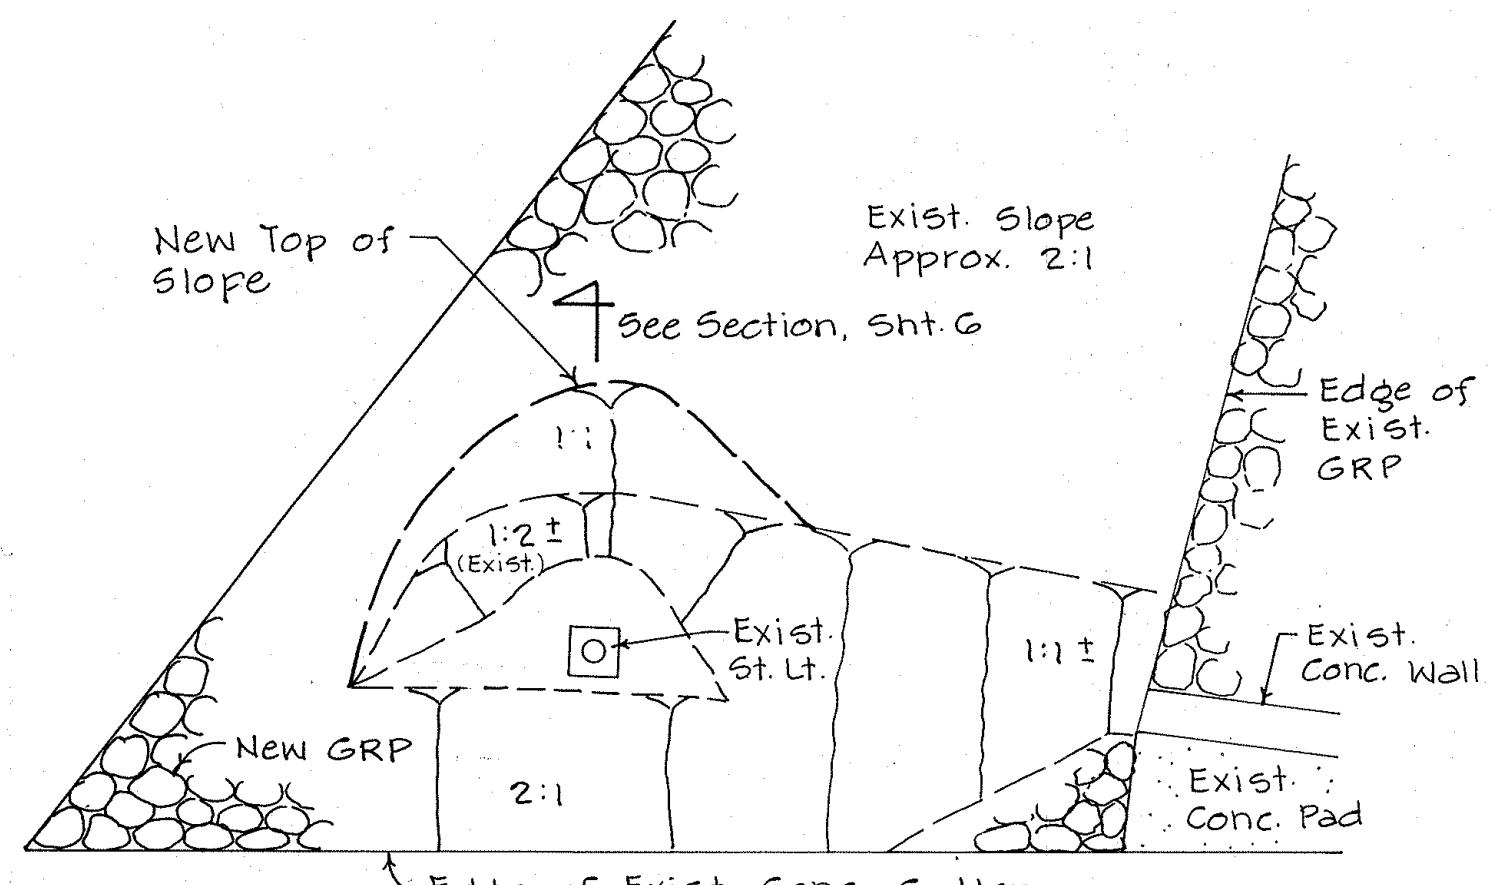 New Top of
Slope
Exist. Slope
Approx. 2:1
See Section, Sht. 6
Edge of
Exist.
GRP
1:1
1:2 ±
(Exist.)
Exist.
St. Lt.
1:1 ±
Exist.
Conc. Wall
New GRP
2:1
Exist.
Conc. Pad
Edge of Exist. Conc. Gutter